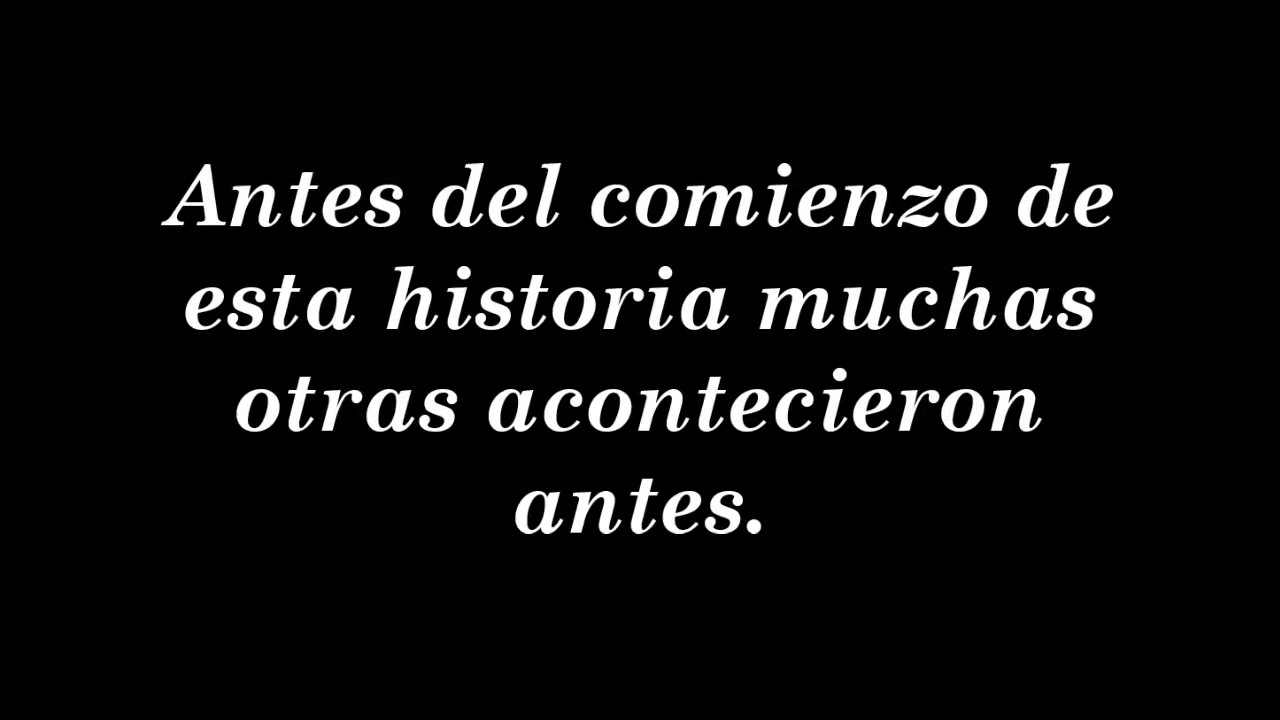 Antes del comienzo de
esta historia muchas
otras acontecieron
antes.